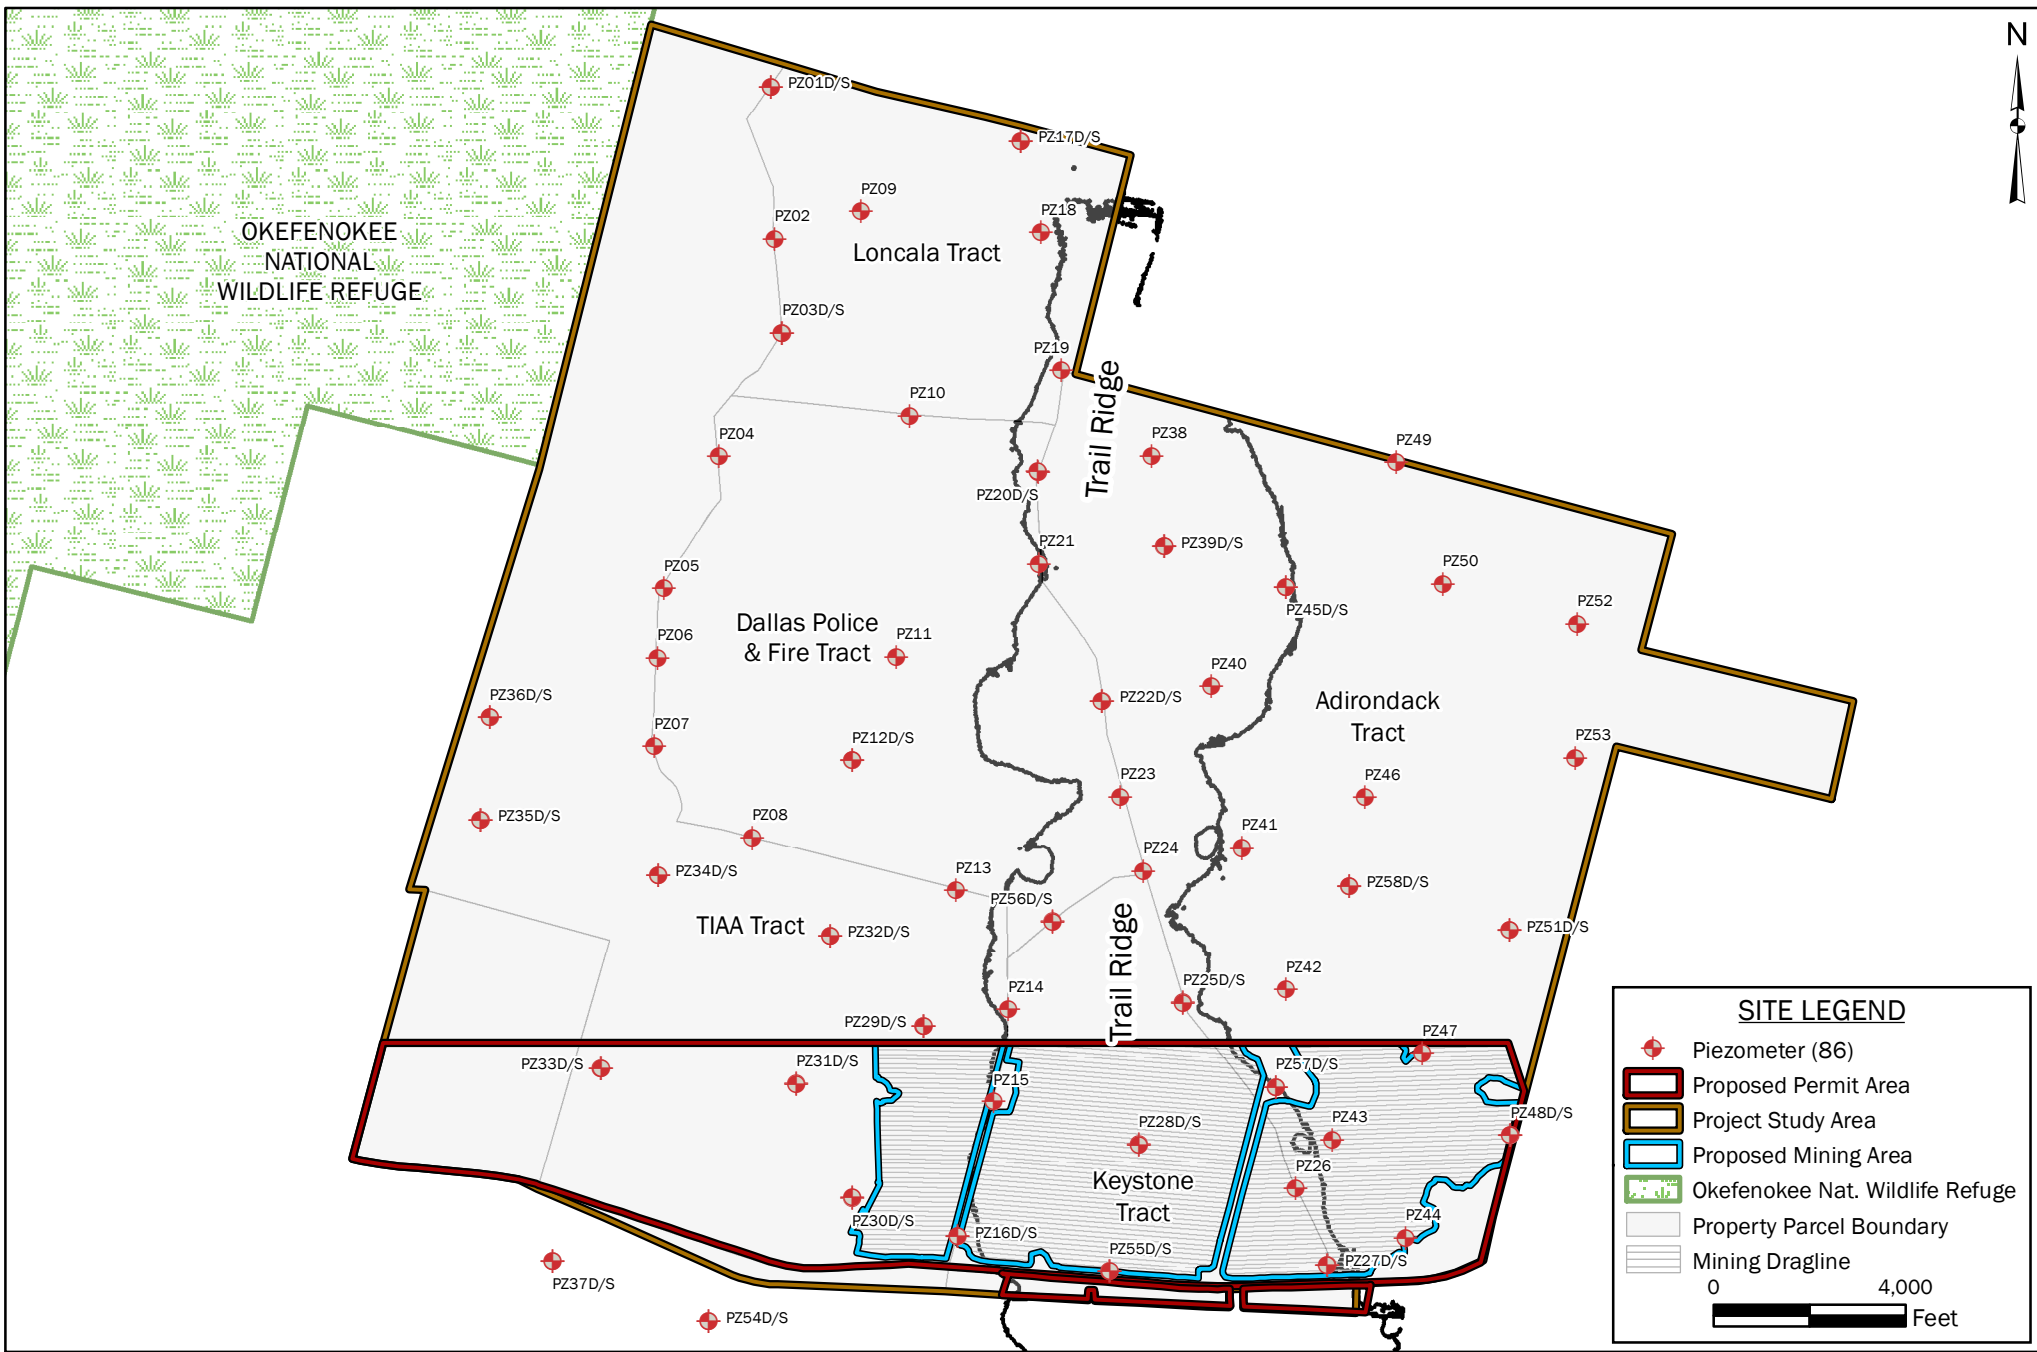 N
PZ01D/S
PZ17D/S
PZ09
PZ02
PZ18
OKEFENOKEE
NATIONAL
WILDLIFE REFUGE
Loncala Tract
PZ03D/S
PZ19
Trail Ridge
PZ10
PZ04
PZ38
PZ49
PZ20D/S
PZ21
PZ39D/S
PZ05
PZ50
PZ45D/S
PZ52
Dallas Police
& Fire Tract
PZ06
PZ11
PZ40
PZ36D/S
PZ22D/S
Adirondack
Tract
PZ07
PZ12D/S
PZ53
PZ23
PZ46
PZ35D/S
PZ08
PZ41
PZ24
PZ34D/S
PZ13
PZ58D/S
PZ56D/S
TIAA Tract
PZ32D/S
PZ51D/S
Trail Ridge
PZ42
PZ25D/S
PZ14
PZ29D/S
PZ47
PZ33D/S
PZ31D/S
PZ57D/S
PZ15
PZ48D/S
PZ28D/S
PZ43
PZ26
Keystone
Tract
PZ30D/S
PZ16D/S
PZ44
PZ55D/S
PZ27D/S
PZ37D/S
PZ54D/S
SITE LEGEND
Piezometer (86)
Proposed Permit Area
Project Study Area
Proposed Mining Area
Okefenokee Nat. Wildlife Refuge
Property Parcel Boundary
Mining Dragline
0 4,000
Feet